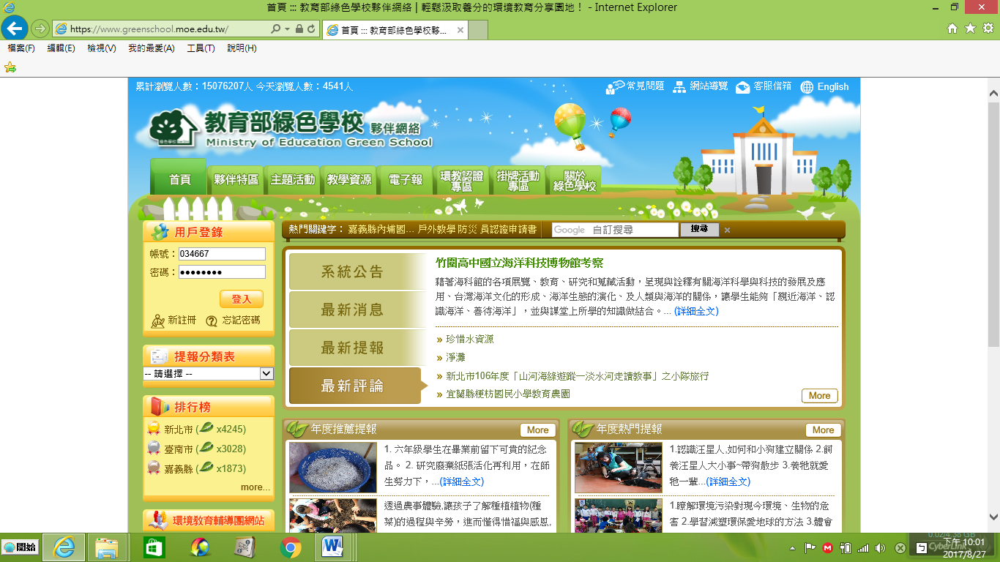 首頁 ::: 教育部綠色學校夥伴網絡 | 輕鬆汲取養分的環境教育分享園地！ - Internet Explorer
https://www.greenschool.moe.edu.tw/
首頁 ::: 教育部綠色學校夥...
檔案(F) 編輯(E) 檢視(V) 我的最愛(A) 工具(T) 說明(H)
累計瀏覽人數：15076207人 今天瀏覽人數：4541人
常見問題 網站導覽 客服信箱 English
教育部綠色學校 夥伴網絡
Ministry of Education Green School
首頁 夥伴特區 主題活動 教學資源 電子報 環教認證專區 掛牌活動專區 關於綠色學校
用戶登錄
帳號：034667
密碼：●●●●●●●●
登入
新註冊 忘記密碼
提報分類表
-- 請選擇 --
排行榜
新北市 ( x4245)
臺南市 ( x3028)
嘉義縣 ( x1873)
more...
環境教育輔導團網站
熱門關鍵字： 嘉義縣內埔國... 戶外教學 防災 員認證申請書
Google 自訂搜尋 搜尋 ×
系統公告
最新消息
最新提報
最新評論
竹圍高中國立海洋科技博物館考察
藉著海科館的各項展覽、教育、研究和蒐藏活動，呈現與詮釋有關海洋科學與科技的發展及應
用、台灣海洋文化的形成、海洋生態的演化、及人類與海洋的關係，讓學生能夠「親近海洋、認
識海洋、善待海洋」，並與課堂上所學的知識做結合。... (詳細全文)
» 珍惜水資源
» 淨灘
» 新北市106年度「山河海綠遊蹤—淡水河走讀教事」之小隊旅行
» 宜蘭縣梗枋國民小學教育農園
More
年度推薦提報 More
1. 六年級學生在畢業前留下可貴的紀念
品。 2. 研究廢棄紙張活化再利用，在師
生努力下，...(詳細全文)
透過農事體驗,讓孩子了解種植植物(種
菜)的過程與辛勞，進而懂得惜福與感恩,
年度熱門提報 More
1.認識汪星人,如何和小狗建立關係 2.飼
養汪星人大小事~帶狗散步 3.養牠就愛
牠一輩...(詳細全文)
1.瞭解環境污染對現今環境、生物的危
害 2.學習減塑環保愛地球的方法 3.體會
開始
0.02/4.38 GB
CyberLink
下午 10:01
2017/8/27